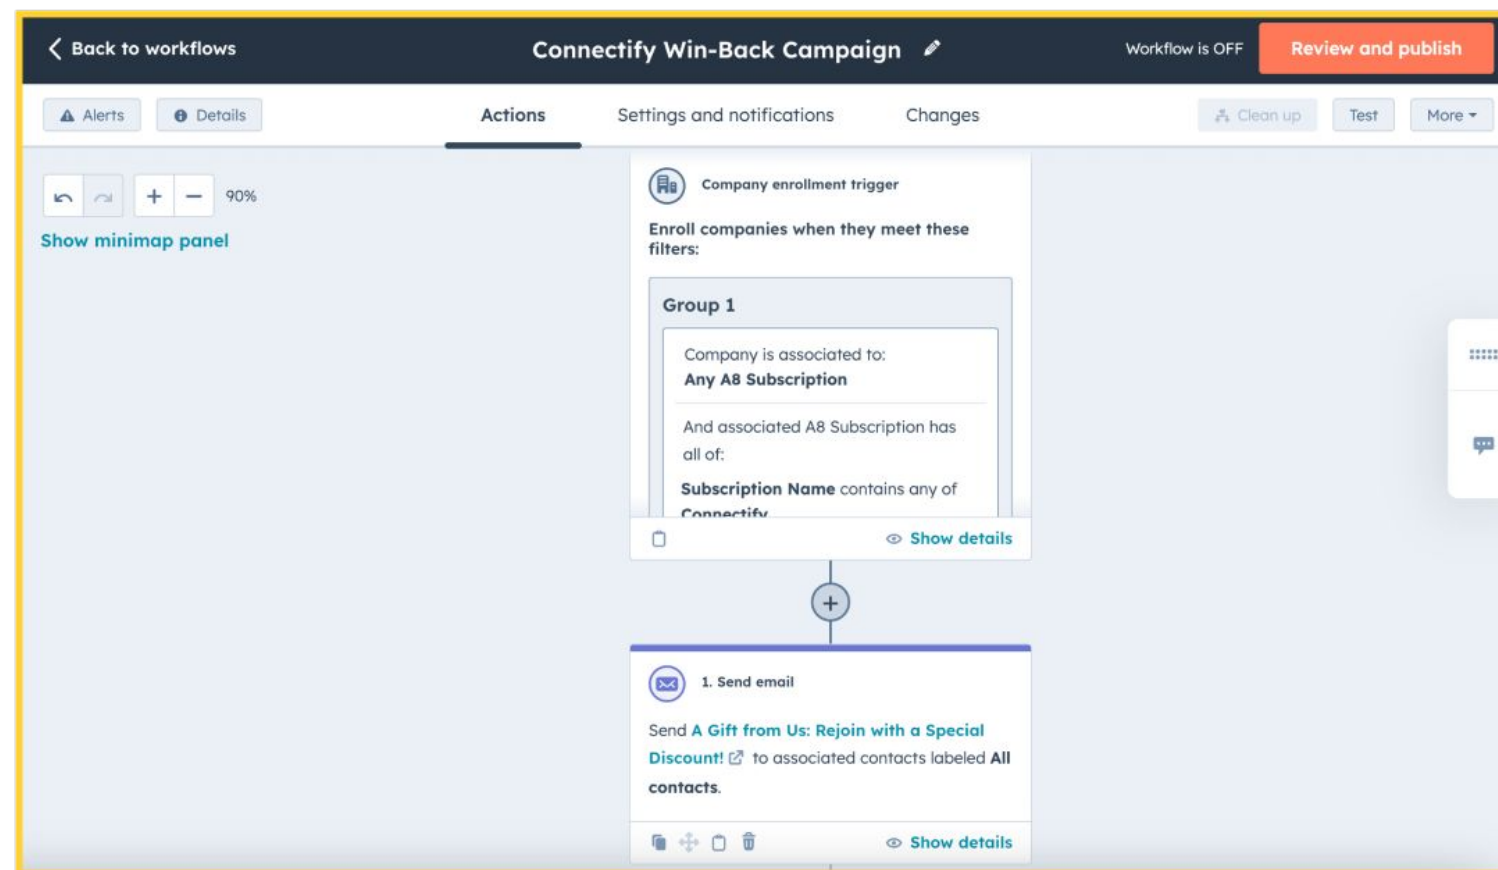 Back to workflows
Connectify Win-Back Campaign
Workflow is OFF
Review and publish
Alerts
Details
Actions
Settings and notifications
Changes
Clean up
Test
More
90%
Show minimap panel
Company enrollment trigger
Enroll companies when they meet these
filters:
Group 1
Company is associated to:
Any A8 Subscription
And associated A8 Subscription has
all of:
Subscription Name contains any of
Connectify
Show details
1. Send email
Send A Gift from Us: Rejoin with a Special
Discount! to associated contacts labeled All
contacts.
Show details